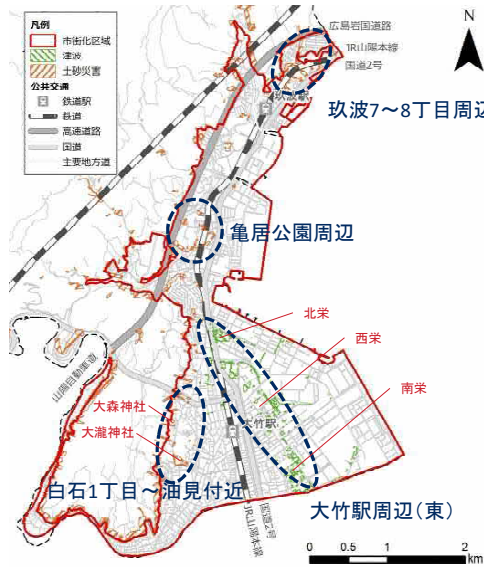 凡例
市街化区域
津波
土砂災害
公共交通
鉄道駅
鉄道
高速道路
国道
主要地方道
広島岩国道路
JR山陽本線
国道2号
N
玖波駅
玖波7～8丁目周辺
亀居公園周辺
北栄
西栄
山陽自動車道
大森神社
南栄
大竹駅
大瀧神社
白石1丁目～油見付近
大竹駅周辺（東）
国道2号
JR山陽本線
0 0.5 1 2
km